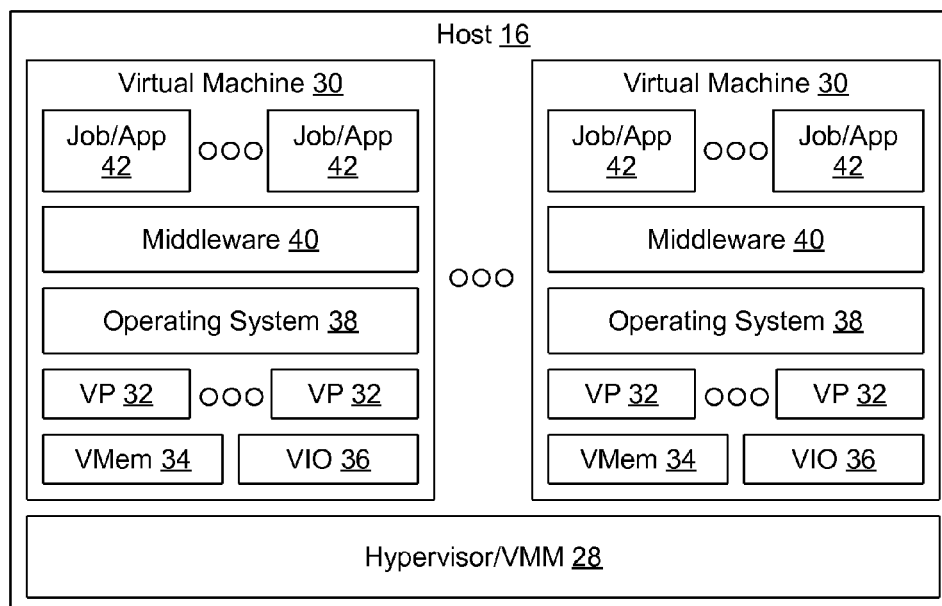 Host 16
Virtual Machine 30
Job/App 42
Job/App 42
Middleware 40
Operating System 38
VP 32
VP 32
VMem 34
VIO 36
Virtual Machine 30
Job/App 42
Job/App 42
Middleware 40
Operating System 38
VP 32
VP 32
VMem 34
VIO 36
Hypervisor/VMM 28